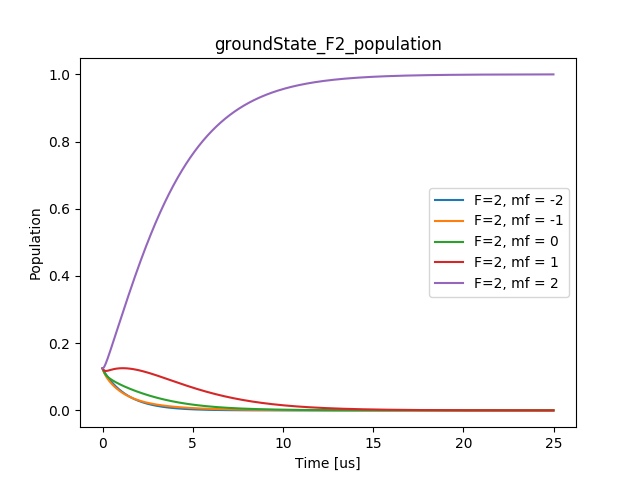 groundState_F2_population
Population
1.0
0.8
0.6
0.4
0.2
0.0
F=2, mf = -2
F=2, mf = -1
F=2, mf = 0
F=2, mf = 1
F=2, mf = 2
0 5 10 15 20 25
Time [us]